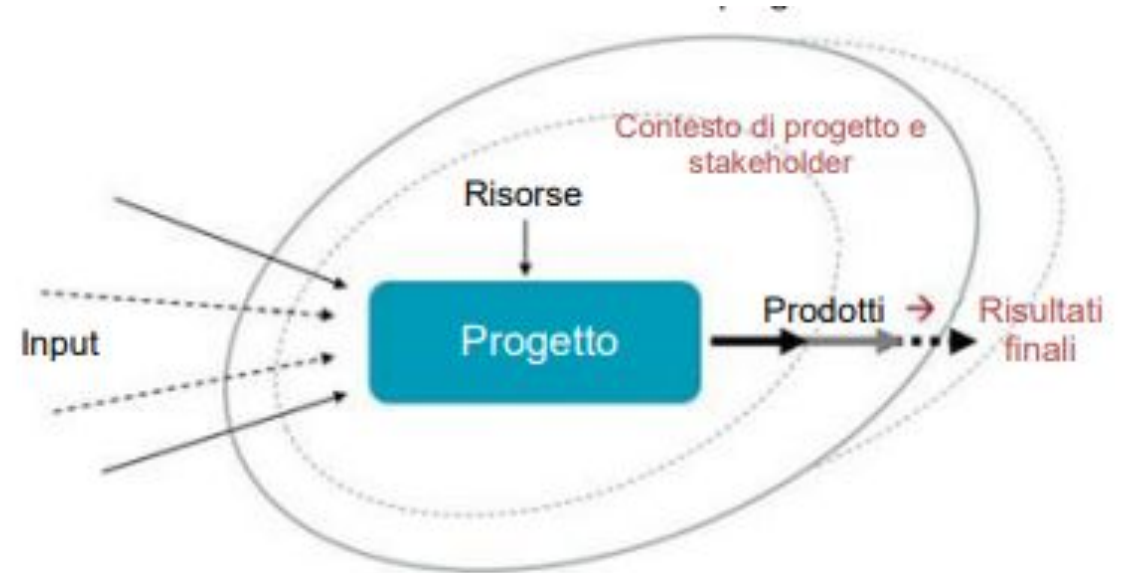 Contesto di progetto e
stakeholder
Risorse
Input
Progetto
Prodotti →
Risultati
finali